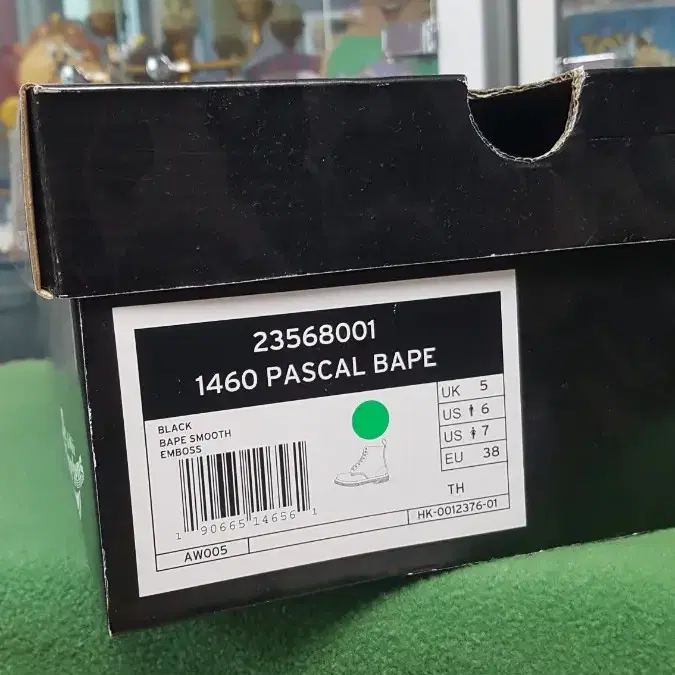 23568001
1460 PASCAL BAPE
BLACK
BAPE SMOOTH
EMBOSS
UK 5
US 6
US 7
EU 38
1 90665 14656 1
TH
AW005
HK-0012376-01